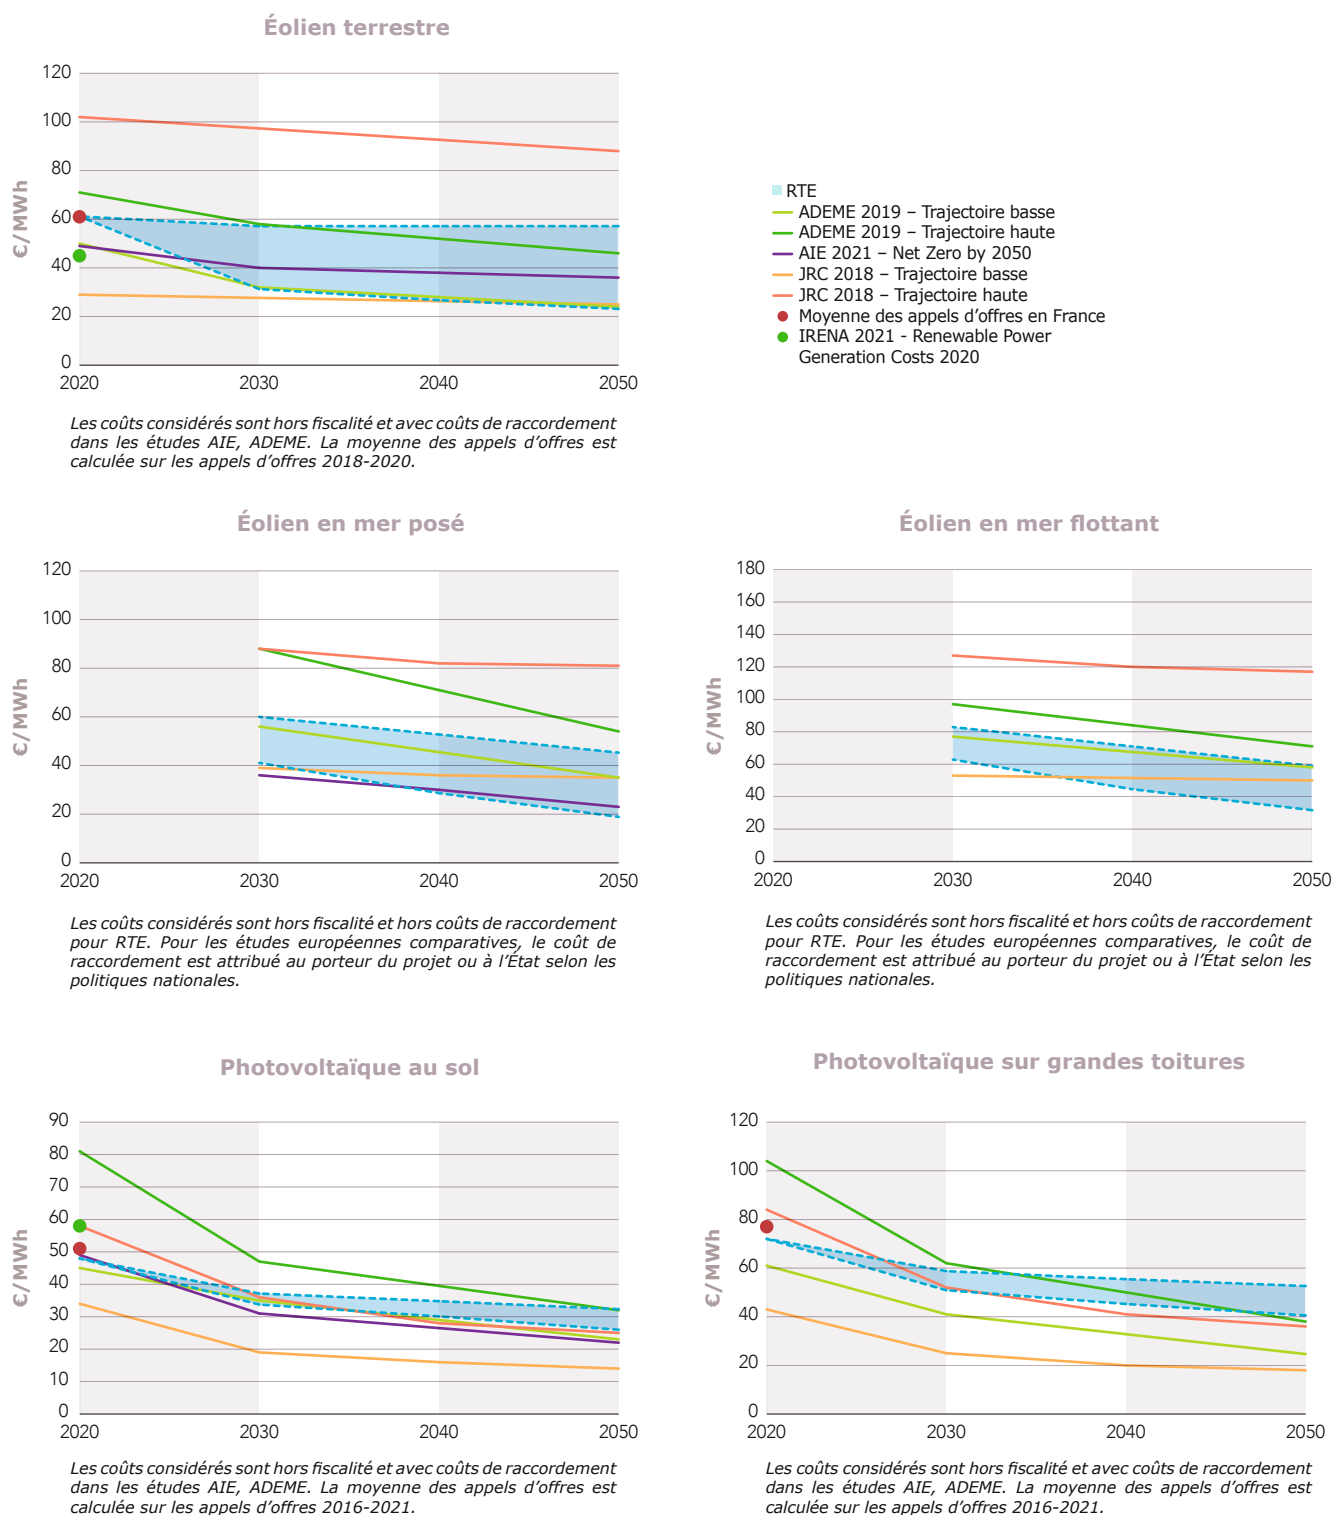 Éolien terrestre
€/MWh
120
100
80
60
40
20
0
2020 2030 2040 2050
RTE
ADEME 2019 – Trajectoire basse
ADEME 2019 – Trajectoire haute
AIE 2021 – Net Zero by 2050
JRC 2018 – Trajectoire basse
JRC 2018 – Trajectoire haute
Moyenne des appels d’offres en France
IRENA 2021 - Renewable Power
Generation Costs 2020
Les coûts considérés sont hors fiscalité et avec coûts de raccordement
dans les études AIE, ADEME. La moyenne des appels d’offres est
calculée sur les appels d’offres 2018-2020.
Éolien en mer posé
€/MWh
120
100
80
60
40
20
0
2020 2030 2040 2050
Les coûts considérés sont hors fiscalité et hors coûts de raccordement
pour RTE. Pour les études européennes comparatives, le coût de
raccordement est attribué au porteur du projet ou à l’État selon les
politiques nationales.
Éolien en mer flottant
€/MWh
180
160
140
120
100
80
60
40
20
0
2020 2030 2040 2050
Les coûts considérés sont hors fiscalité et hors coûts de raccordement
pour RTE. Pour les études européennes comparatives, le coût de
raccordement est attribué au porteur du projet ou à l’État selon les
politiques nationales.
Photovoltaïque au sol
€/MWh
90
80
70
60
50
40
30
20
10
0
2020 2030 2040 2050
Les coûts considérés sont hors fiscalité et avec coûts de raccordement
dans les études AIE, ADEME. La moyenne des appels d’offres est
calculée sur les appels d’offres 2016-2021.
Photovoltaïque sur grandes toitures
€/MWh
120
100
80
60
40
20
0
2020 2030 2040 2050
Les coûts considérés sont hors fiscalité et avec coûts de raccordement
dans les études AIE, ADEME. La moyenne des appels d’offres est
calculée sur les appels d’offres 2016-2021.